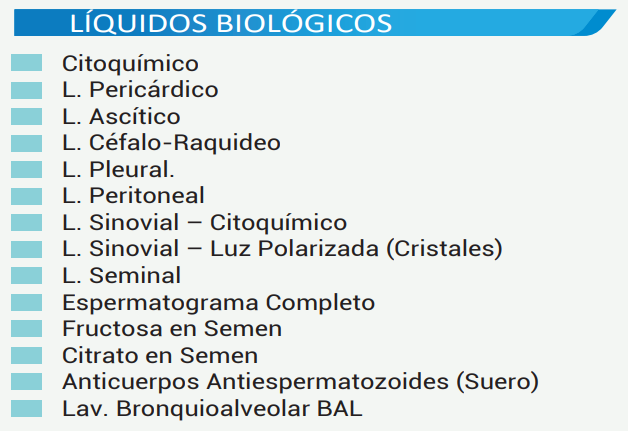 LÍQUIDOS BIOLÓGICOS
Citoquímico
L. Pericárdico
L. Ascítico
L. Céfalo-Raquideo
L. Pleural.
L. Peritoneal
L. Sinovial – Citoquímico
L. Sinovial – Luz Polarizada (Cristales)
L. Seminal
Espermatograma Completo
Fructosa en Semen
Citrato en Semen
Anticuerpos Antiespermatozoides (Suero)
Lav. Bronquioalveolar BAL